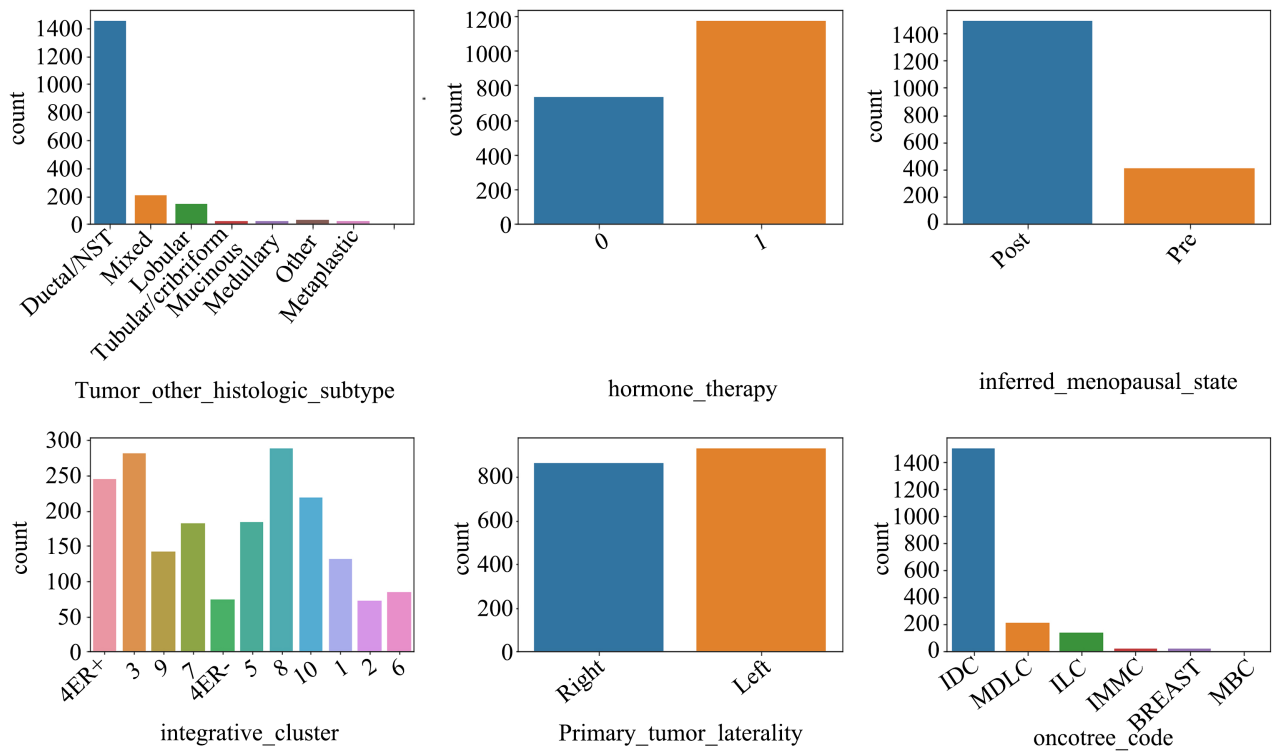 1400
1200
1000
800
600
400
200
0
count
Ductal/NST
Mixed
Lobular
Tubular/cribriform
Mucinous
Medullary
Other
Metaplastic
Tumor_other_histologic_subtype
1200
1000
800
600
400
200
0
count
0
1
hormone_therapy
1400
1200
1000
800
600
400
200
0
count
Post
Pre
inferred_menopausal_state
300
250
200
150
100
50
0
count
4ER+
3
9
7
4ER-
5
8
10
1
2
6
integrative_cluster
800
600
400
200
0
count
Right
Left
Primary_tumor_laterality
1400
1200
1000
800
600
400
200
0
count
IDC
MDLC
ILC
IMMC
BREAST
MBC
oncotree_code